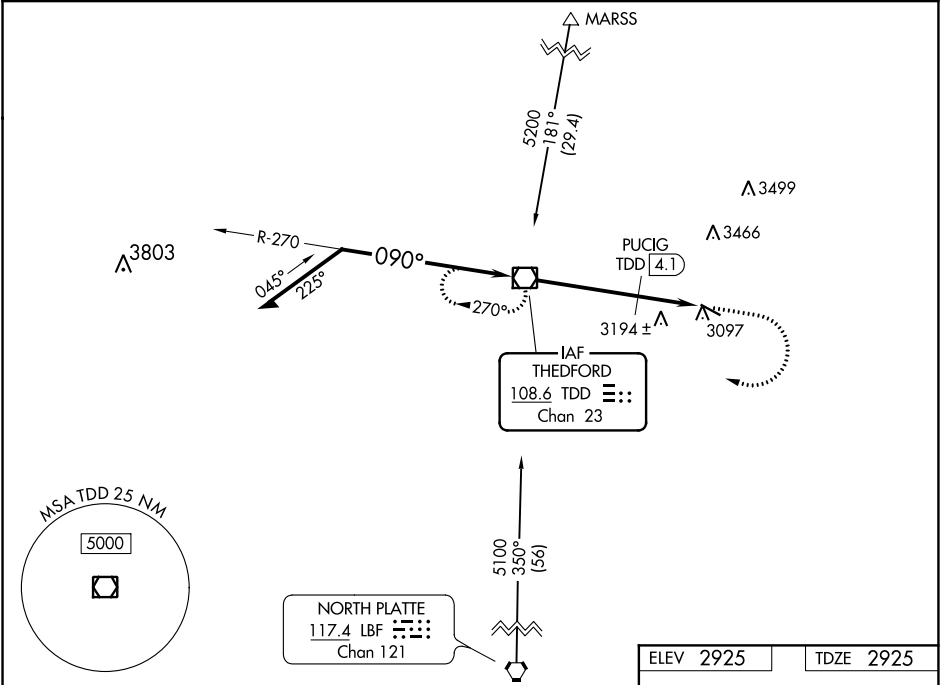 MARSS
5200
181°
(29.4)
3499
3466
3803
R-270
090°
PUCIG
TDD 4.1
045°
225°
270°
3194 ±
3097
IAF
THEDFORD
108.6 TDD
Chan 23
MSA TDD 25 NM
5000
5100
350°
(56)
NORTH PLATTE
117.4 LBF
Chan 121
ELEV 2925
TDZE 2925